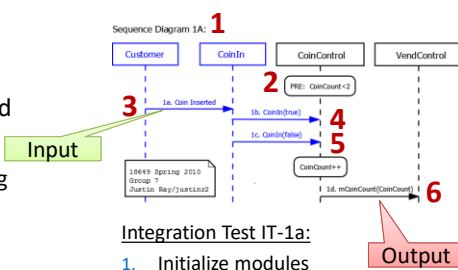 Sequence Diagram 1A: 1
Customer
CoinIn
CoinControl
VendControl
2 PRE: CoinCount<2
d
3 1a. Coin Inserted
1b. CoinIn(true) 4
Input
1c. CoinIn(false) 5
g
18649 Spring 2010
Group 7
Justin Ray/justinr2
CoinCount++
1d. mCoinCount(CoinCount) 6
Integration Test IT-1a:
Output
1. Initialize modules